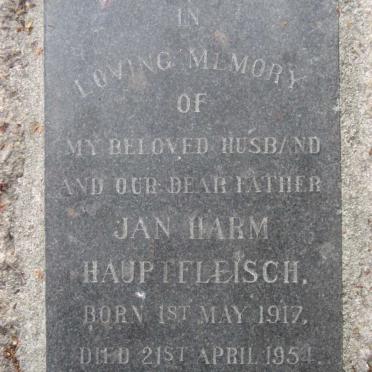 IN
LOVING MEMORY
OF
MY BELOVED HUSBAND
AND OUR DEAR FATHER
JAN HARM
HAUPTFLEISCH,
BORN 1ST MAY 1917,
DIED 21ST APRIL 1954.